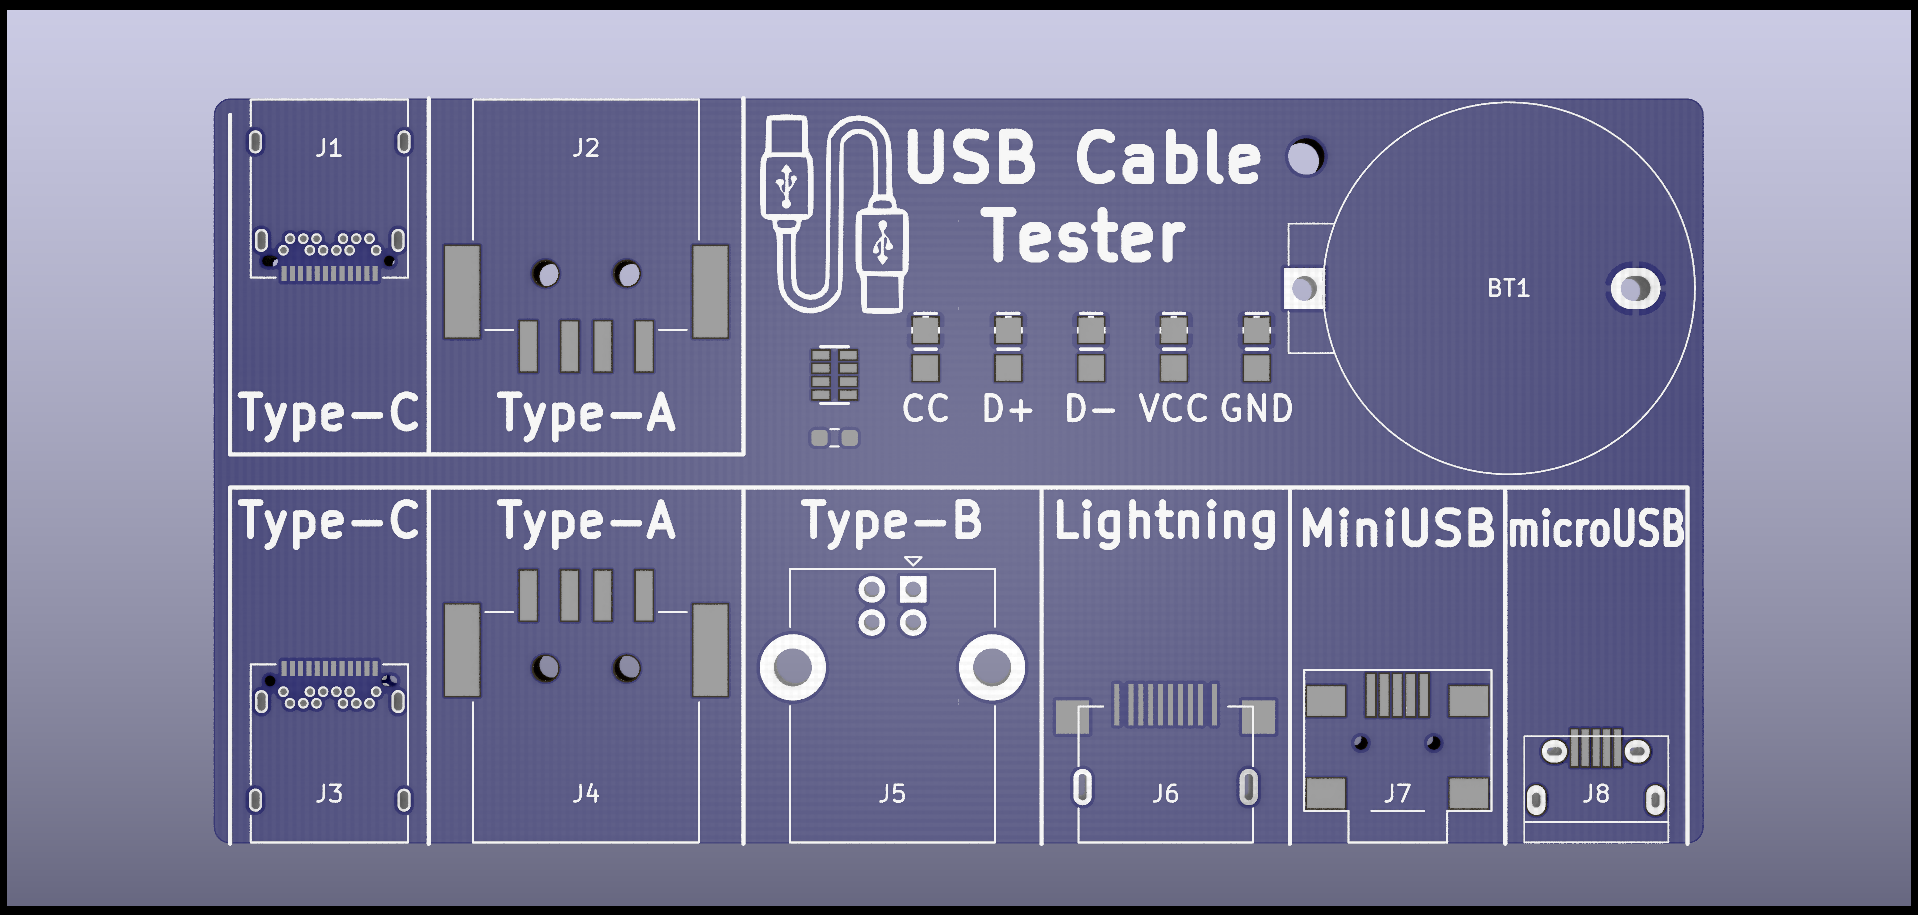 J1
J2
USB Cable
Tester
BT1
Type-C
Type-A
CC
D+
D-
VCC
GND
Type-C
Type-A
Type-B
Lightning
MiniUSB
microUSB
J3
J4
J5
J6
J7
J8